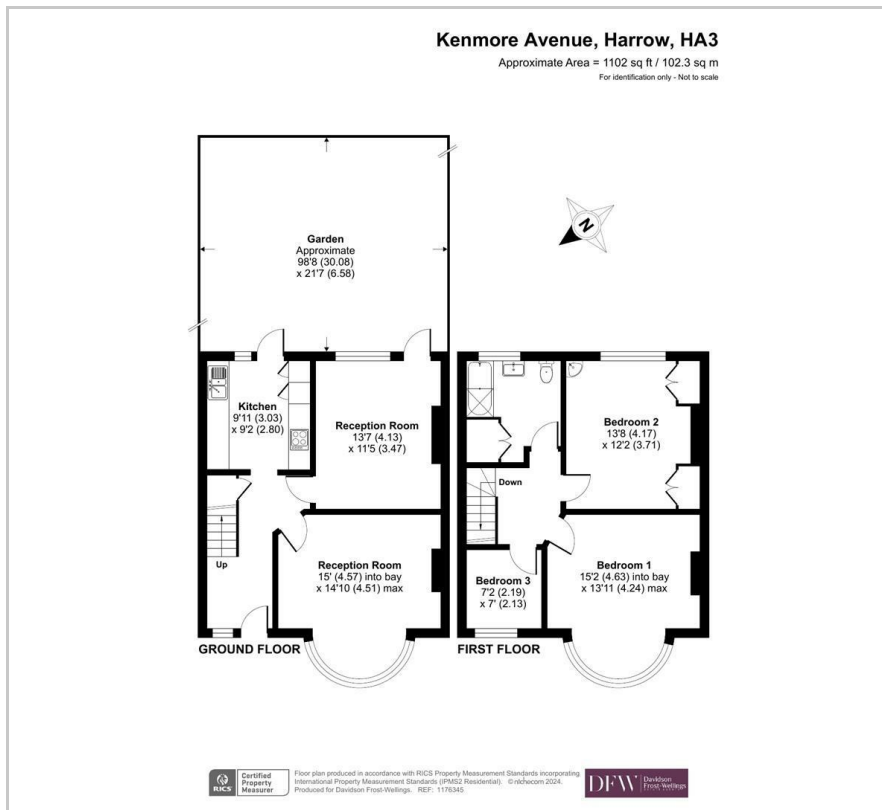 Kenmore Avenue, Harrow, HA3
Approximate Area = 1102 sq ft / 102.3 sq m
For identification only - Not to scale
Garden
Approximate
98'8 (30.08)
x 21'7 (6.58)
N
Kitchen
9'11 (3.03)
x 9'2 (2.80)
Reception Room
13'7 (4.13)
x 11'5 (3.47)
Up
Reception Room
15' (4.57) into bay
x 14'10 (4.51) max
GROUND FLOOR
Bedroom 2
13'8 (4.17)
x 12'2 (3.71)
Down
Bedroom 3
7'2 (2.19)
x 7' (2.13)
Bedroom 1
15'2 (4.63) into bay
x 13'11 (4.24) max
FIRST FLOOR
RICS
Certified
Property
Measurer
Floor plan produced in accordance with RICS Property Measurement Standards incorporating
International Property Measurement Standards (IPMS2 Residential). © nichecom 2024.
Produced for Davidson Frost-Wellings. REF: 1176345
DFW
Davidson
Frost-Wellings